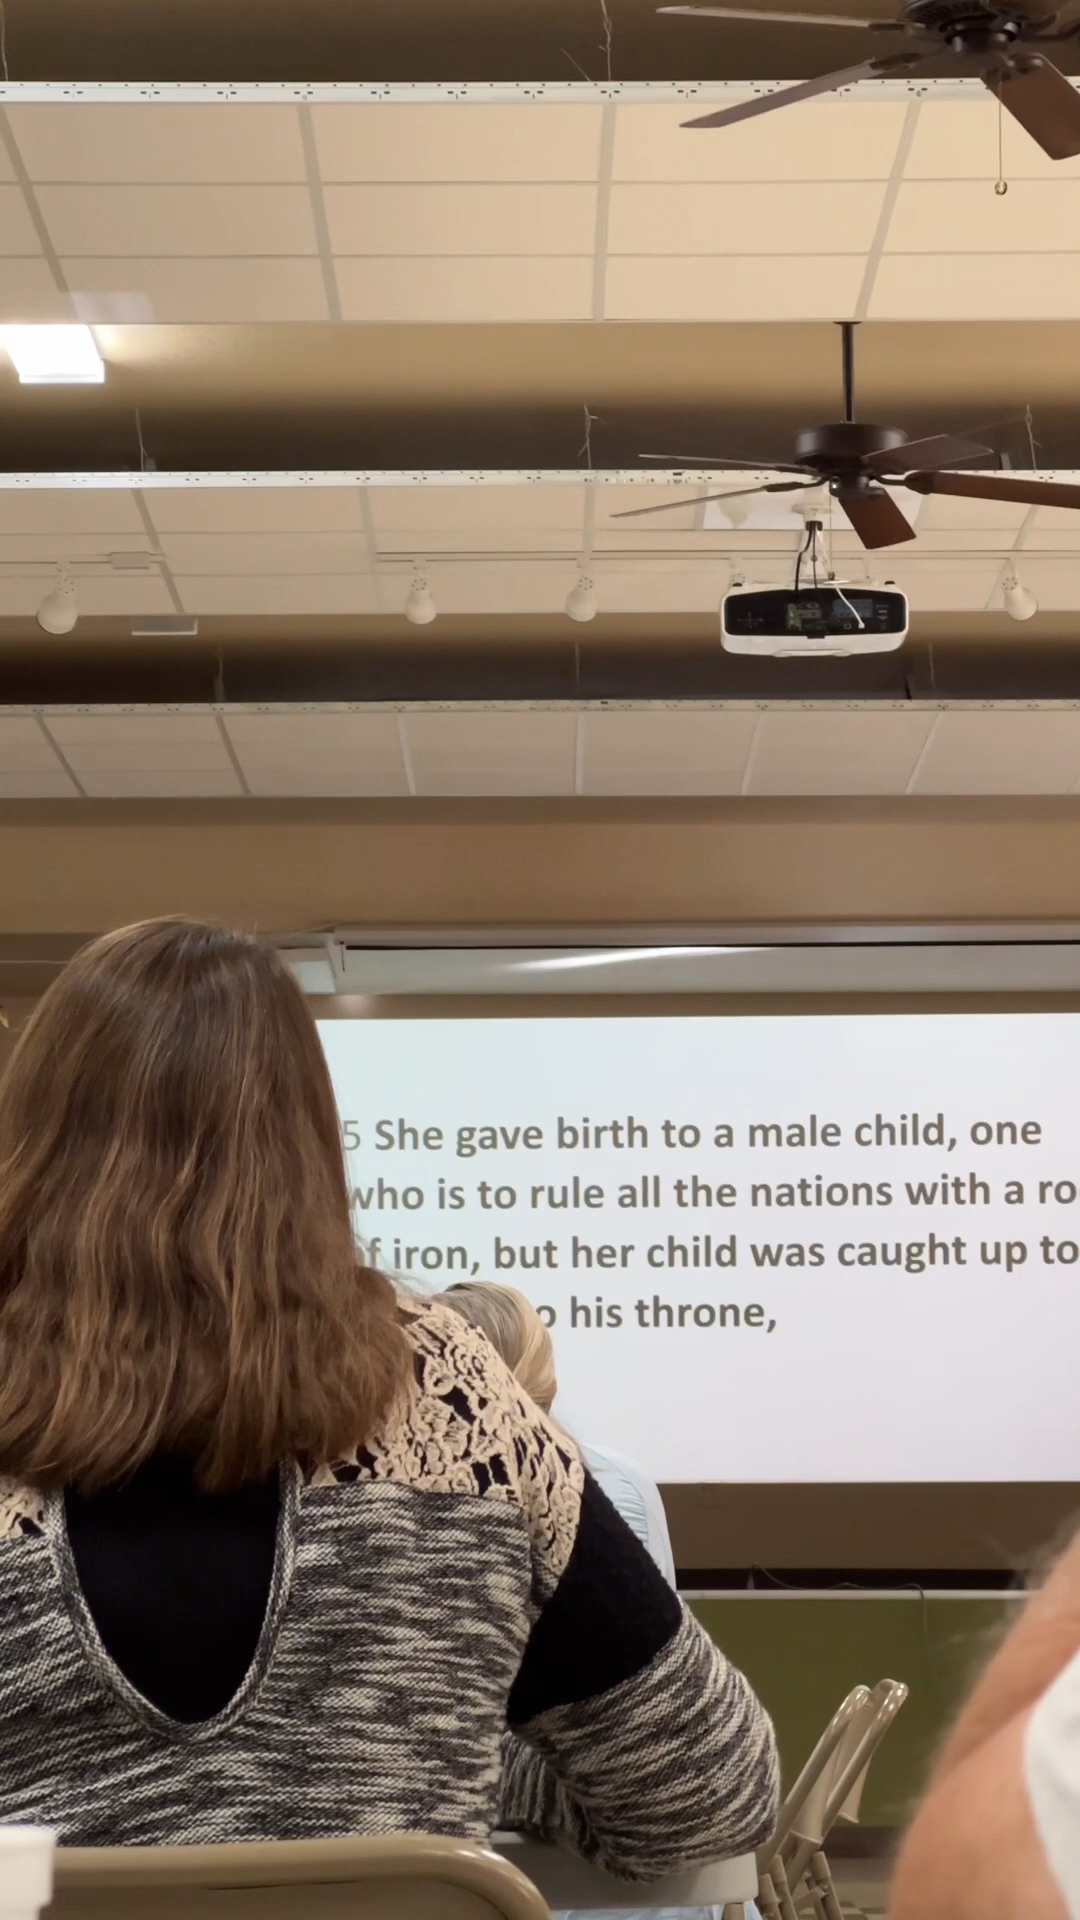 5 She gave birth to a male child, one
who is to rule all the nations with a
iron, but her child was caught up to
his throne,